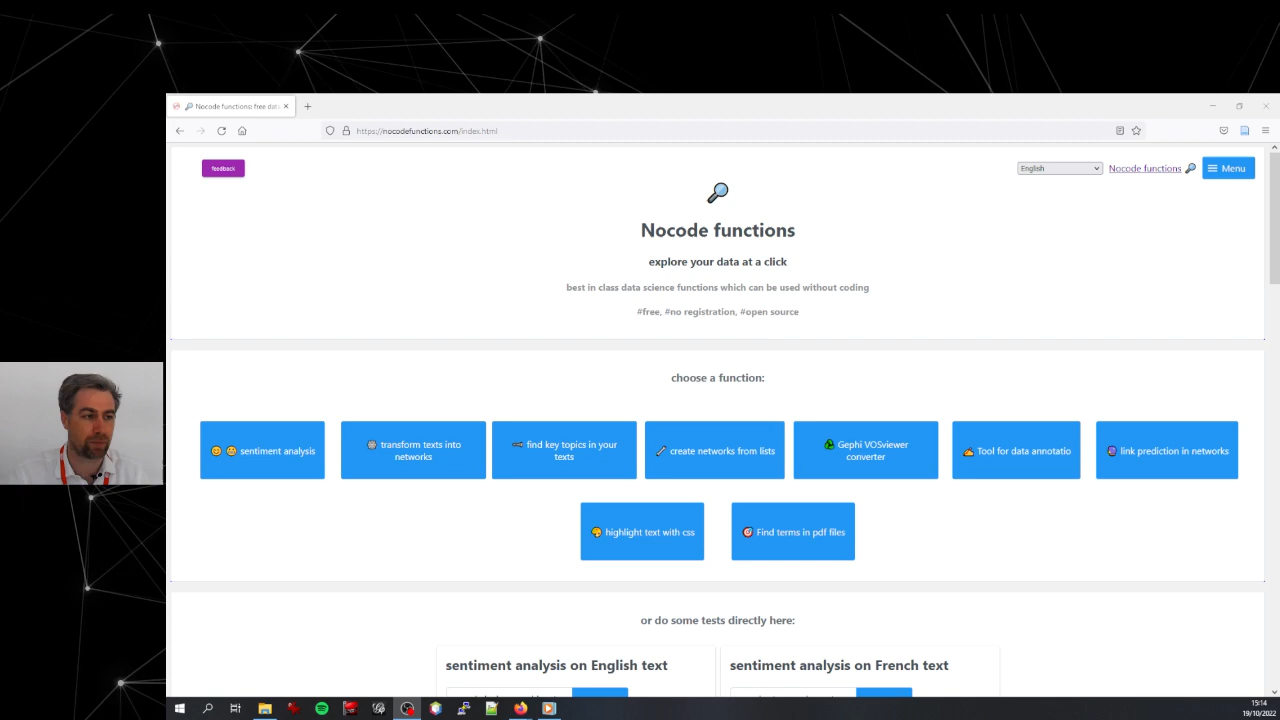 Nocode functions: free dat
https://nocodefunctions.com/index.html
feedback
English
Nocode functions
Menu
Nocode functions
explore your data at a click
best in class data science functions which can be used without coding
#free, #no registration, #open source
choose a function:
sentiment analysis
transform texts into
networks
find key topics in your
texts
create networks from lists
Gephi VOSviewer
converter
Tool for data annotatio
link prediction in networks
highlight text with css
Find terms in pdf files
or do some tests directly here:
sentiment analysis on English text
sentiment analysis on French text
15:14
19/10/2022